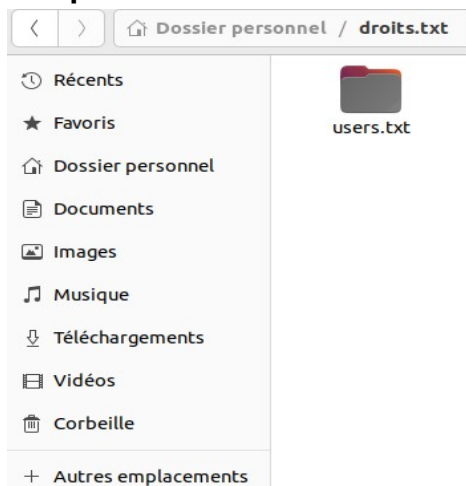 Dossier personnel / droits.txt
Récents
Favoris
Dossier personnel
Documents
Images
Musique
Téléchargements
Vidéos
Corbeille
+ Autres emplacements
users.txt